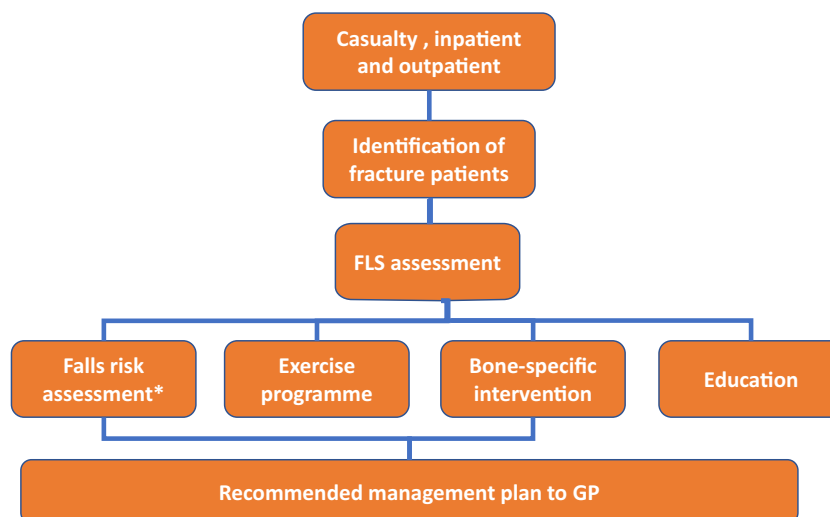 Casualty , inpatient
and outpatient
Identification of
fracture patients
FLS assessment
Falls risk
assessment*
Exercise
programme
Bone-specific
intervention
Education
Recommended management plan to GP